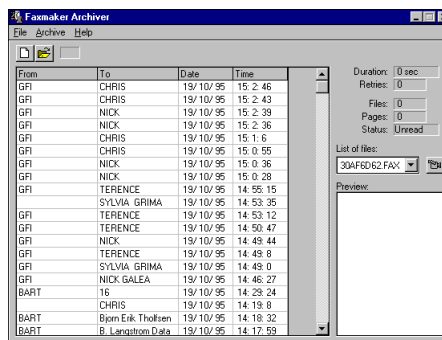 Faxmaker Archiver
File Archive Help
From To Date Time
GFI CHRIS 19/10/95 15: 2: 46
GFI CHRIS 19/10/95 15: 2: 43
GFI NICK 19/10/95 15: 2: 39
GFI NICK 19/10/95 15: 2: 36
GFI CHRIS 19/10/95 15: 1: 6
GFI CHRIS 19/10/95 15: 0: 55
GFI NICK 19/10/95 15: 0: 36
GFI NICK 19/10/95 15: 0: 28
GFI TERENCE 19/10/95 14: 55: 15
SYLVIA GRIMA 19/10/95 14: 53: 35
GFI TERENCE 19/10/95 14: 53: 12
GFI TERENCE 19/10/95 14: 50: 47
GFI NICK 19/10/95 14: 49: 44
GFI TERENCE 19/10/95 14: 49: 8
GFI SYLVIA GRIMA 19/10/95 14: 49: 0
GFI NICK GALEA 19/10/95 14: 46: 27
BART 16 19/10/95 14: 29: 24
CHRIS 19/10/95 14: 19: 8
BART Bjorn Erik Tholfsen 19/10/95 14: 18: 32
BART B. Langstrom Data 19/10/95 14: 17: 59
Duration: 0 sec
Retries: 0
Files: 0
Pages: 0
Status: Unread
List of files:
30AF6D62.FAX
Preview: